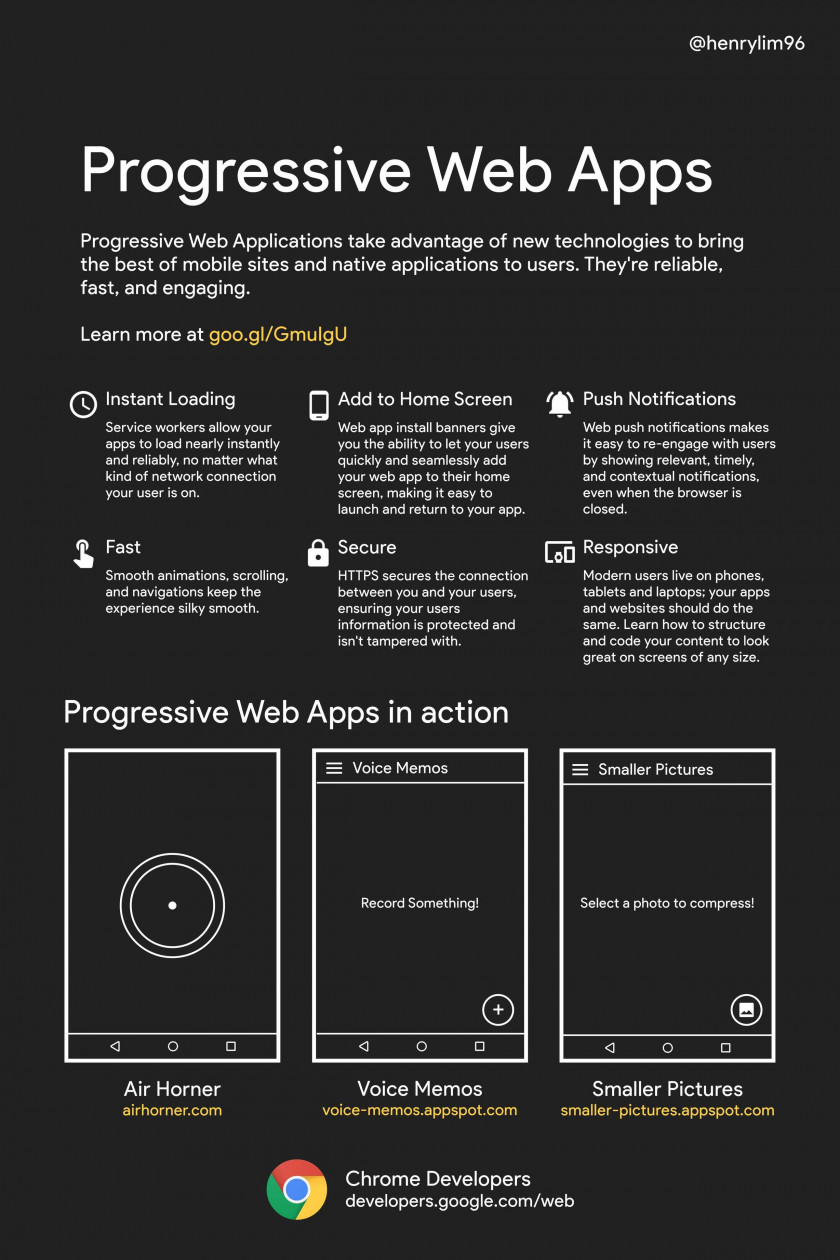 @henrylim96
Progressive Web Apps
Progressive Web Applications take advantage of new technologies to bring
the best of mobile sites and native applications to users. They're reliable,
fast, and engaging.
Learn more at goo.gl/GmuIgU
Instant Loading
Service workers allow your
apps to load nearly instantly
and reliably, no matter what
kind of network connection
your user is on.
Add to Home Screen
Web app install banners give
you the ability to let your users
quickly and seamlessly add
your web app to their home
screen, making it easy to
launch and return to your app.
Push Notifications
Web push notifications makes
it easy to re-engage with users
by showing relevant, timely,
and contextual notifications,
even when the browser is
closed.
Fast
Smooth animations, scrolling,
and navigations keep the
experience silky smooth.
Secure
HTTPS secures the connection
between you and your users,
ensuring your users
information is protected and
isn't tampered with.
Responsive
Modern users live on phones,
tablets and laptops; your apps
and websites should do the
same. Learn how to structure
and code your content to look
great on screens of any size.
Progressive Web Apps in action
Voice Memos
Record Something!
Smaller Pictures
Select a photo to compress!
Air Horner
airhorner.com
Voice Memos
voice-memos.appspot.com
Smaller Pictures
smaller-pictures.appspot.com
Chrome Developers
developers.google.com/web